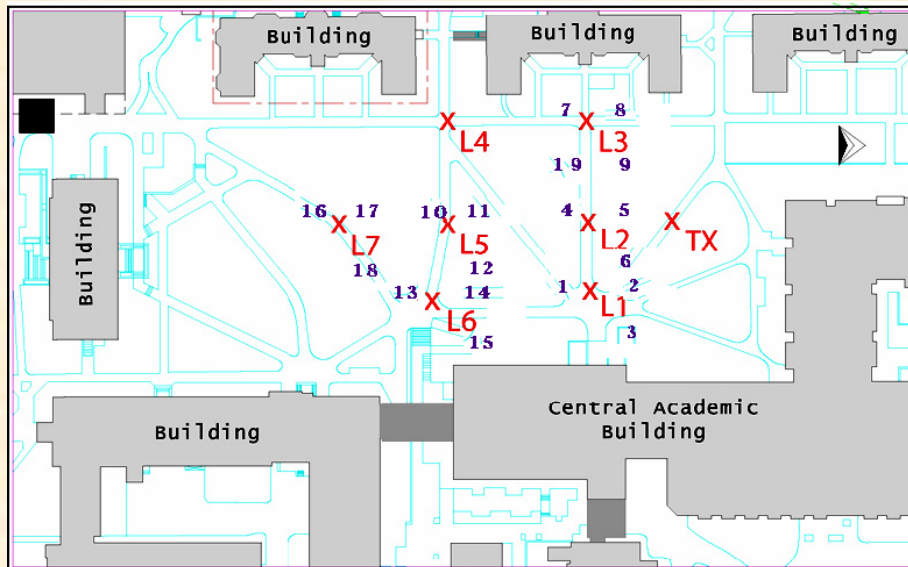 Building
Building
Building
7 8
L3
L4
19 9
16 17
10 11
4 5
L7
L5
L2
TX
Building
18
12
6
13
14
1
2
L1
L6
15
3
Central Academic
Building
Building